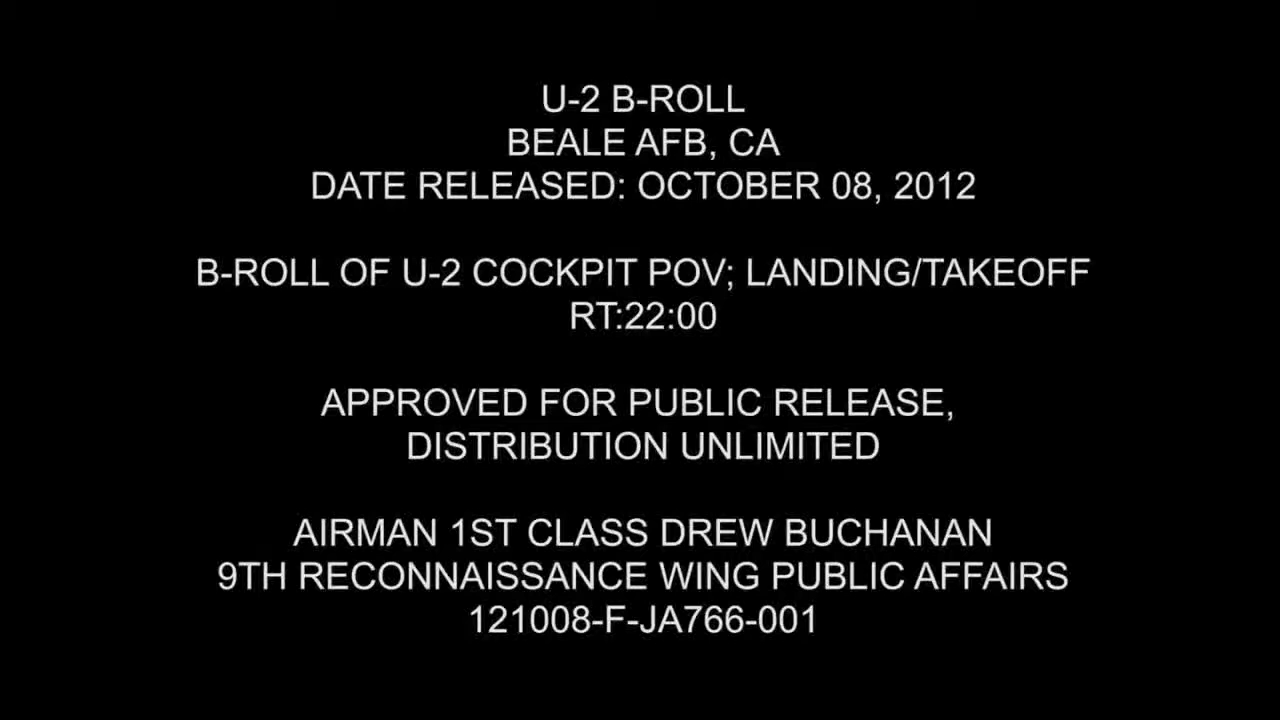 U-2 B-ROLL
BEALE AFB, CA
DATE RELEASED: OCTOBER 08, 2012
B-ROLL OF U-2 COCKPIT POV; LANDING/TAKEOFF
RT:22:00
APPROVED FOR PUBLIC RELEASE,
DISTRIBUTION UNLIMITED
AIRMAN 1ST CLASS DREW BUCHANAN
9TH RECONNAISSANCE WING PUBLIC AFFAIRS
121008-F-JA766-001